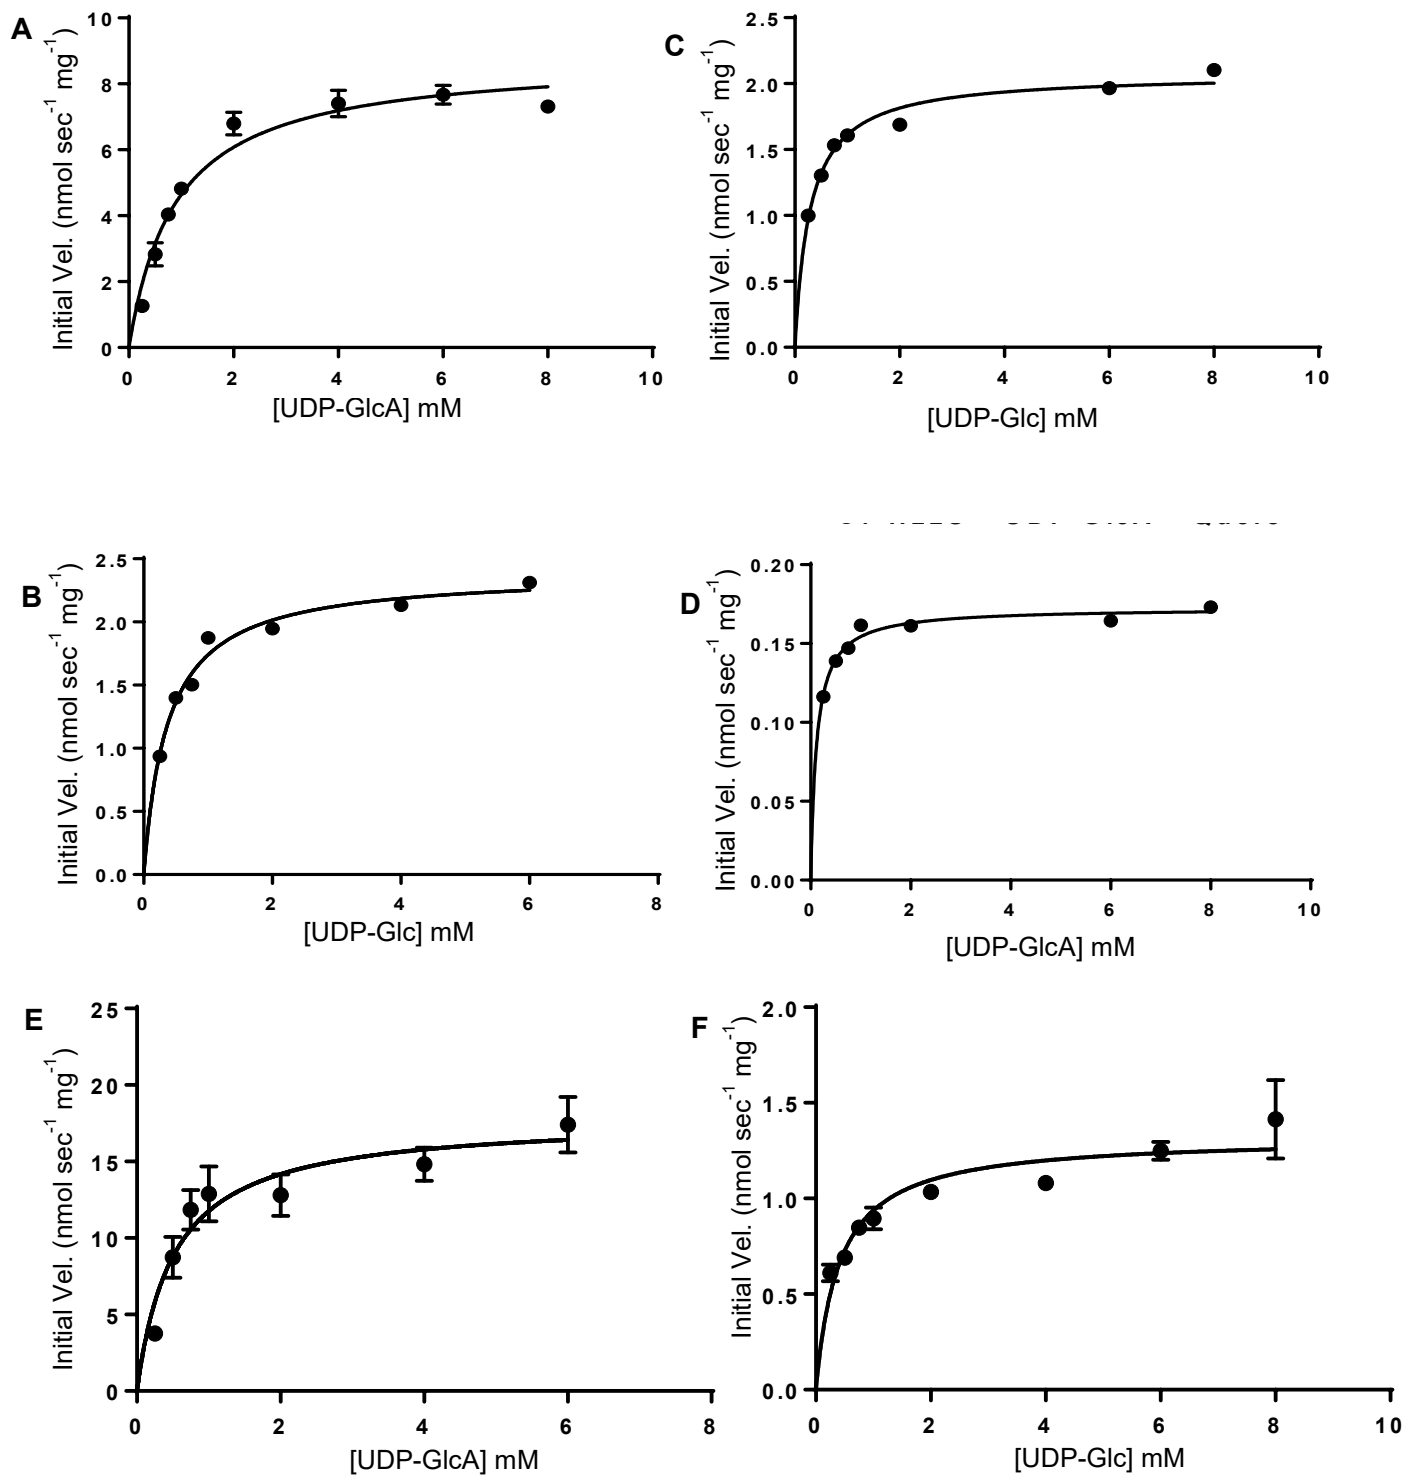 A
Initial Vel. (nmol sec-1 mg-1)
10
8
6
4
2
0
0 2 4 6 8 10
[UDP-GlcA] mM
C
Initial Vel. (nmol sec-1 mg-1)
2.5
2.0
1.5
1.0
0.5
0.0
0 2 4 6 8 10
[UDP-Glc] mM
B
Initial Vel. (nmol sec-1 mg-1)
2.5
2.0
1.5
1.0
0.5
0.0
0 2 4 6 8
[UDP-Glc] mM
D
Initial Vel. (nmol sec-1 mg-1)
0.20
0.15
0.10
0.05
0.00
0 2 4 6 8 10
[UDP-GlcA] mM
E
Initial Vel. (nmol sec-1 mg-1)
25
20
15
10
5
0
0 2 4 6 8
[UDP-GlcA] mM
F
Initial Vel. (nmol sec-1 mg-1)
2.0
1.5
1.0
0.5
0.0
0 2 4 6 8 10
[UDP-Glc] mM